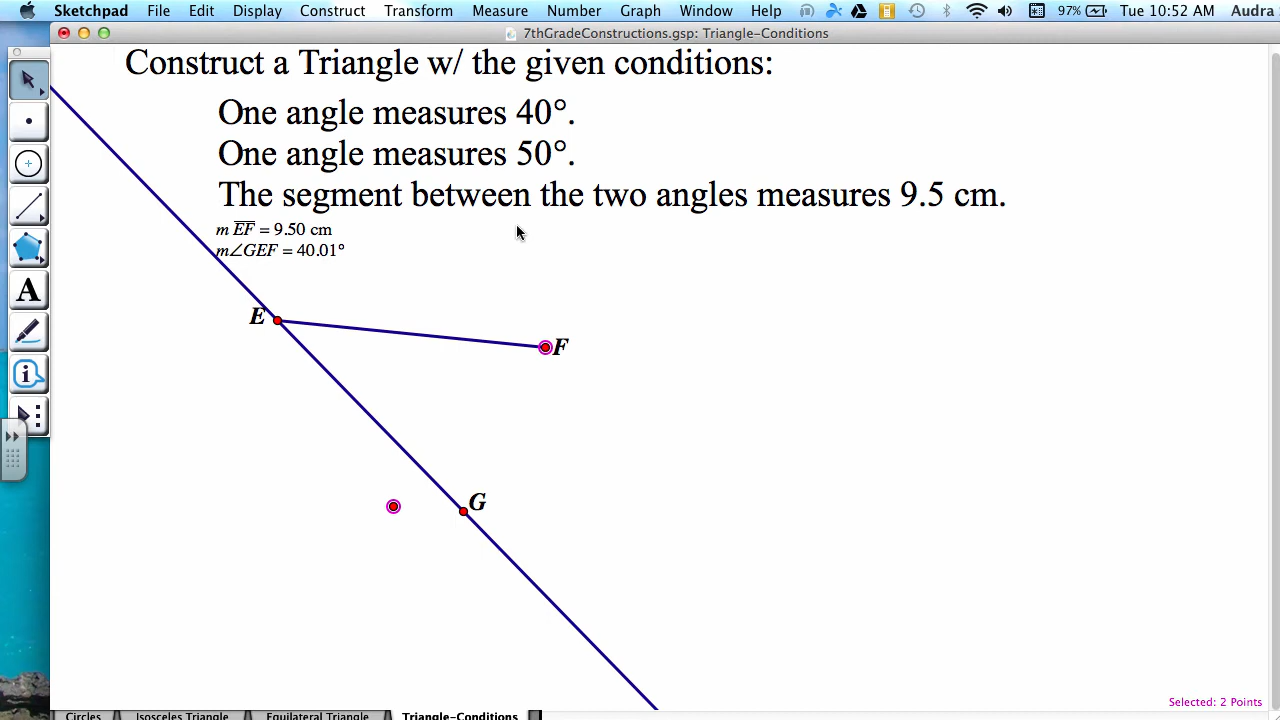 Sketchpad File Edit Display Construct Transform Measure Number Graph Window Help 97% Tue 10:52 AM Audra
7thGradeConstructions.gsp: Triangle-Conditions
Construct a Triangle w/ the given conditions:
One angle measures 40°.
One angle measures 50°.
The segment between the two angles measures 9.5 cm.
m EF = 9.50 cm
m∠GEF = 40.01°
E
F
G
A
i
Selected: 2 Points
Circles Isosceles Triangle Equilateral Triangle Triangle-Conditions